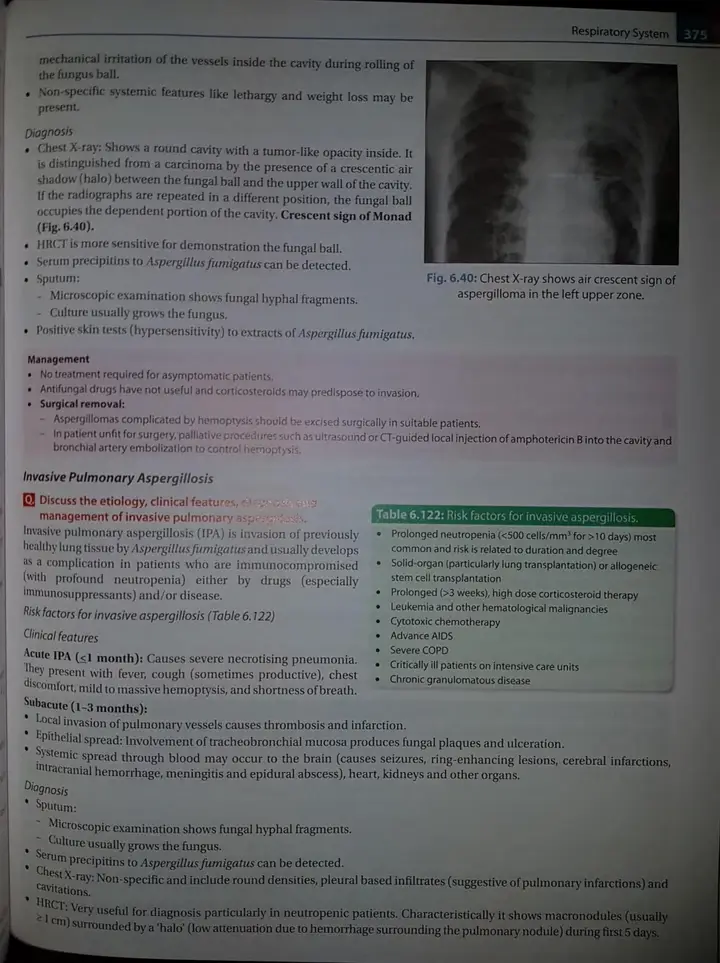 Respiratory System 375
mechanical irritation of the vessels inside the cavity during rolling of
the fungus ball.
• Non-specific systemic features like lethargy and weight loss may be
present.
Diagnosis
• Chest X-ray: Shows a round cavity with a tumor-like opacity inside. It
is distinguished from a carcinoma by the presence of a crescentic air
shadow (halo) between the fungal ball and the upper wall of the cavity.
If the radiographs are repeated in a different position, the fungal ball
occupies the dependent portion of the cavity. Crescent sign of Monad
(Fig. 6.40).
• HRCT is more sensitive for demonstration the fungal ball.
• Serum precipitins to Aspergillus fumigatus can be detected.
• Sputum:
– Microscopic examination shows fungal hyphal fragments.
– Culture usually grows the fungus.
• Positive skin tests (hypersensitivity) to extracts of Aspergillus fumigatus.
Fig. 6.40: Chest X-ray shows air crescent sign of
aspergilloma in the left upper zone.
Management
• No treatment required for asymptomatic patients.
• Antifungal drugs have not useful and corticosteroids may predispose to invasion.
• Surgical removal:
– Aspergillomas complicated by hemoptysis should be excised surgically in suitable patients.
– In patient unfit for surgery, palliative procedures such as ultrasound or CT-guided local injection of amphotericin B into the cavity and
bronchial artery embolization to control hemoptysis.
Invasive Pulmonary Aspergillosis
Q Discuss the etiology, clinical features, diagnosis and
management of invasive pulmonary aspergillosis.
Invasive pulmonary aspergillosis (IPA) is invasion of previously
healthy lung tissue by Aspergillus fumigatus and usually develops
as a complication in patients who are immunocompromised
(with profound neutropenia) either by drugs (especially
immunosuppressants) and/or disease.
Risk factors for invasive aspergillosis (Table 6.122)
Clinical features
Acute IPA (≤1 month): Causes severe necrotising pneumonia.
They present with fever, cough (sometimes productive), chest
discomfort, mild to massive hemoptysis, and shortness of breath.
Table 6.122: Risk factors for invasive aspergillosis.
• Prolonged neutropenia (<500 cells/mm³ for >10 days) most
common and risk is related to duration and degree
• Solid-organ (particularly lung transplantation) or allogeneic
stem cell transplantation
• Prolonged (>3 weeks), high dose corticosteroid therapy
• Leukemia and other hematological malignancies
• Cytotoxic chemotherapy
• Advance AIDS
• Severe COPD
• Critically ill patients on intensive care units
• Chronic granulomatous disease
Subacute (1–3 months):
• Local invasion of pulmonary vessels causes thrombosis and infarction.
• Epithelial spread: Involvement of tracheobronchial mucosa produces fungal plaques and ulceration.
• Systemic spread through blood may occur to the brain (causes seizures, ring-enhancing lesions, cerebral infarctions,
intracranial hemorrhage, meningitis and epidural abscess), heart, kidneys and other organs.
Diagnosis
• Sputum:
– Microscopic examination shows fungal hyphal fragments.
– Culture usually grows the fungus.
• Serum precipitins to Aspergillus fumigatus can be detected.
• Chest X-ray: Non-specific and include round densities, pleural based infiltrates (suggestive of pulmonary infarctions) and
cavitations.
• HRCT: Very useful for diagnosis particularly in neutropenic patients. Characteristically it shows macronodules (usually
≥1 cm) surrounded by a 'halo' (low attenuation due to hemorrhage surrounding the pulmonary nodule) during first 5 days.